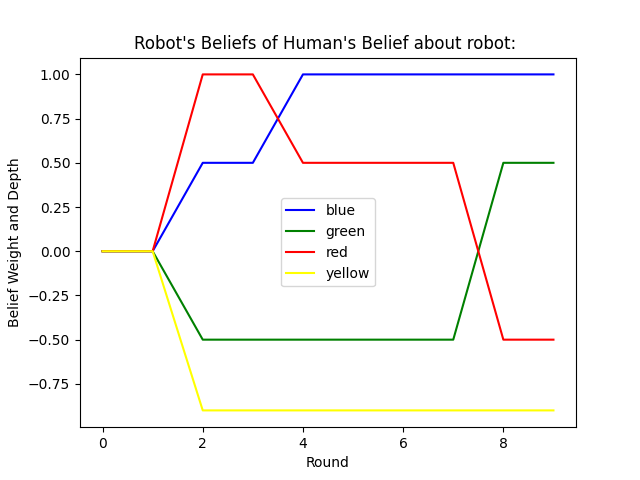 Robot's Beliefs of Human's Belief about robot:
Belief Weight and Depth
1.00
0.75
0.50
0.25
0.00
−0.25
−0.50
−0.75
blue
green
red
yellow
0 2 4 6 8
Round